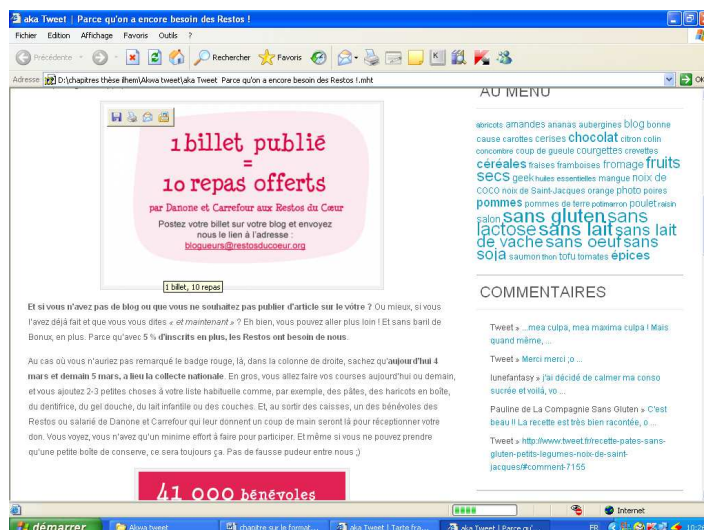 aka Tweet | Parce qu'on a encore besoin des Restos !
Fichier Edition Affichage Favoris Outils ?
Précédente Rechercher Favoris
Adresse D:\chapitres thèse ilhem\Akwa tweet\aka Tweet Parce qu'on a encore besoin des Restos !.mht OK
1 billet publié
=
10 repas offerts
par Danone et Carrefour aux Restos du Cœur
Postez votre billet sur votre blog et envoyez
nous le lien à l'adresse :
blogueurs@restosducoeur.org
1 billet, 10 repas
Et si vous n'avez pas de blog ou que vous ne souhaitez pas publier d'article sur le vôtre ? Ou mieux, si vous
l'avez déjà fait et que vous vous dites « et maintenant » ? Eh bien, vous pouvez aller plus loin ! Et sans baril de
Bonux, en plus. Parce qu'avec 5 % d'inscrits en plus, les Restos ont besoin de nous.
Au cas où vous n'auriez pas remarqué le badge rouge, là, dans la colonne de droite, sachez qu'aujourd'hui 4
mars et demain 5 mars, a lieu la collecte nationale. En gros, vous allez faire vos courses aujourd'hui ou demain,
et vous ajoutez 2-3 petites choses à votre liste habituelle comme, par exemple, des pâtes, des haricots en boîte,
du dentifrice, du gel douche, du lait infantile ou des couches. Et, au sortir des caisses, un des bénévoles des
Restos ou salarié de Danone et Carrefour qui leur donnent un coup de main seront là pour réceptionner votre
don. Vous voyez, vous n'avez qu'un minime effort à faire pour participer. Et même si vous ne pouvez prendre
qu'une petite boîte de conserve, ce sera toujours ça. Pas de fausse pudeur entre nous ;)
41 000 bénévoles
AU MENU
abricots amandes ananas aubergines blog bonne
cause carottes cerises chocolat citron colin
concombre coup de gueule courgettes crevettes
céréales fraises framboises fromage fruits
secs geek huiles essentielles mangue noix de
coco noix de Saint-Jacques orange photo poires
pommes pommes de terre potimarron poulet raisin
salon sans gluten sans
lactose sans lait sans lait
de vache sans oeuf sans
soja saumon thon tofu tomates épices
COMMENTAIRES
Tweet » ...mea culpa, mea maxima culpa ! Mais
quand même, ...
Tweet » Merci merci ;o ...
lunefantasy » j'ai décidé de calmer ma conso
sucrée et voilà, vo ...
Pauline de La Compagnie Sans Gluten » C'est
beau !! La recette est très bien racontée, o ...
Tweet » http://www.tweet.fr/recette-pates-sans-
gluten-petits-legumes-noix-de-saint-
jacques/#comment-7155
Internet
démarrer Akwa tweet chapitre sur le format... aka Tweet | Tarte fra... aka Tweet | Parce qu'... FR 10:26